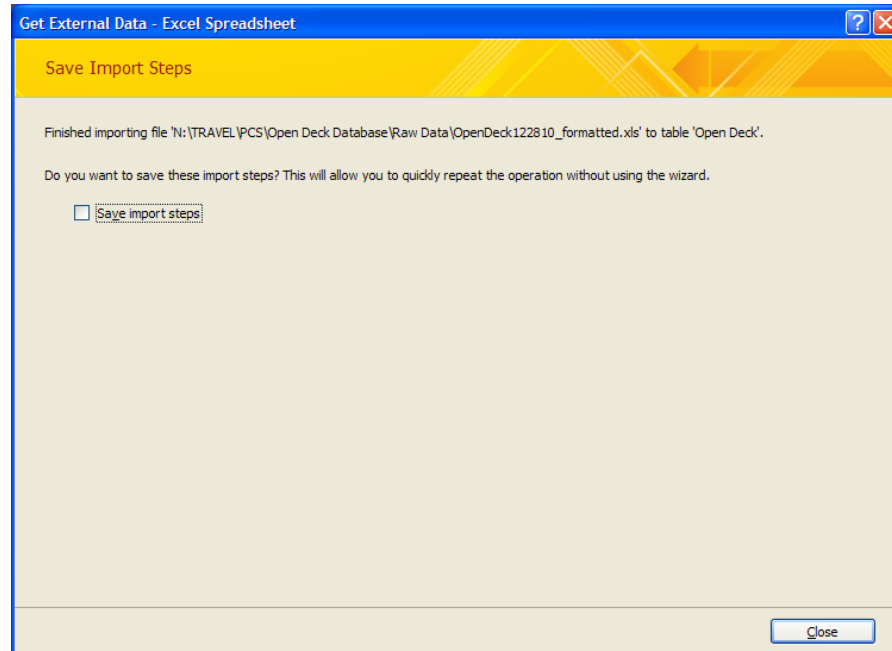 Get External Data - Excel Spreadsheet
Save Import Steps
Finished importing file 'N:\TRAVEL\PCS\Open Deck Database\Raw Data\OpenDeck122810_formatted.xls' to table 'Open Deck'.
Do you want to save these import steps? This will allow you to quickly repeat the operation without using the wizard.
Save import steps
Close